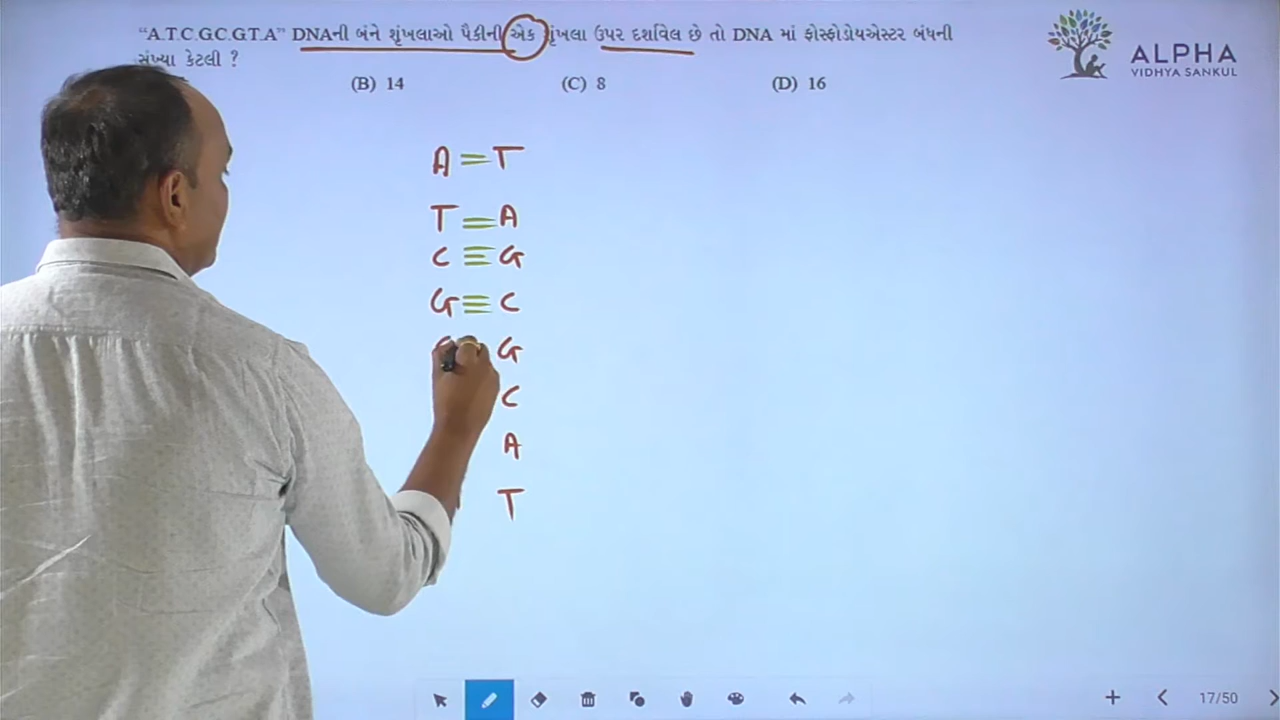 “A.T.C.GC.GT.A” DNAની બંને શૃંખલાઓ પૈકીની એક શૃંખલા ઉપર દર્શાવેલ છે તો DNA માં ફોસ્ફોડાયએસ્ટર બંધની
સંખ્યા કેટલી ?
(B) 14 (C) 8 (D) 16
ALPHA
VIDHYA SANKUL
A = T
T = A
C ≡ G
G ≡ C
G
C
A
T
17/50